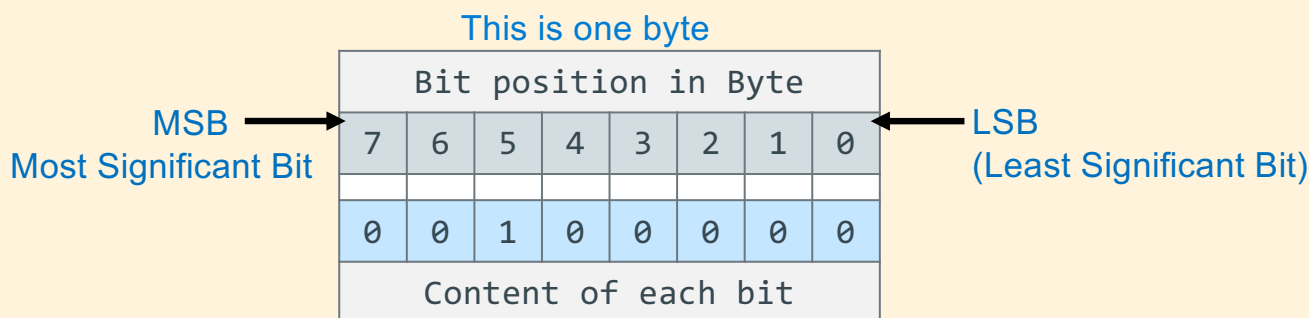 This is one byte
Bit position in Byte
MSB
Most Significant Bit
7 6 5 4 3 2 1 0
LSB
(Least Significant Bit)
0 0 1 0 0 0 0 0
Content of each bit